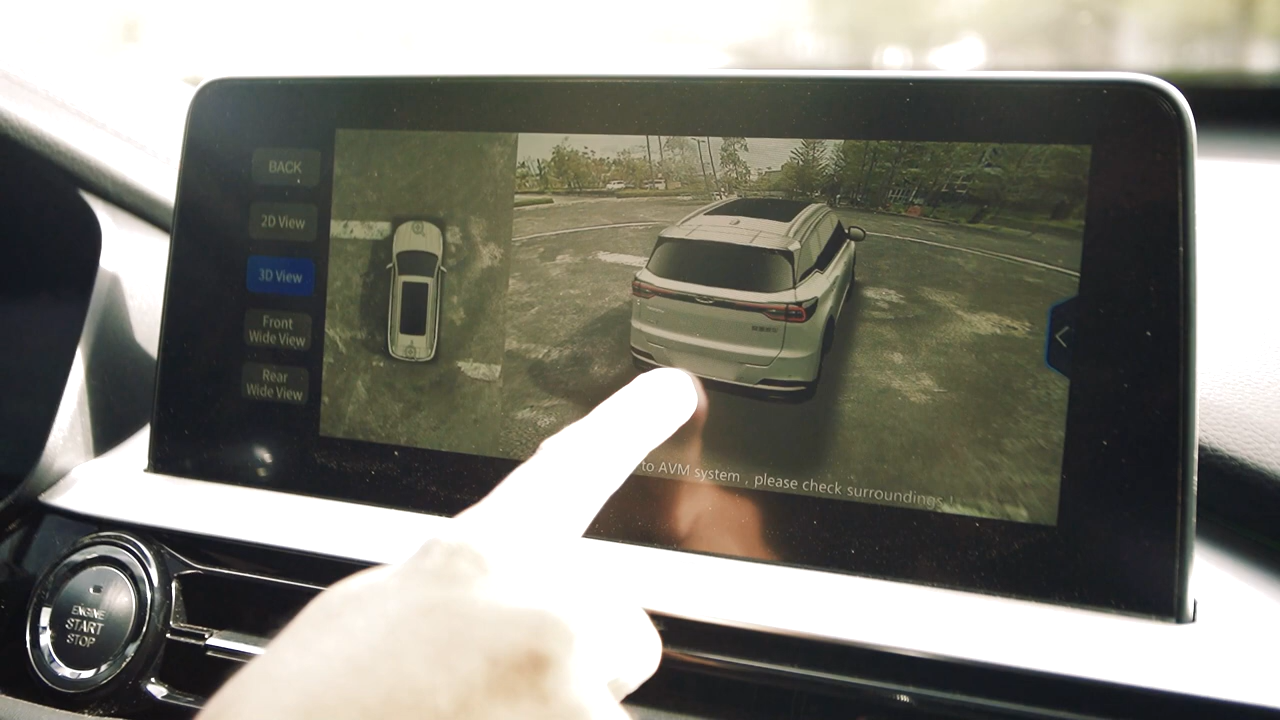 BACK
2D View
3D View
Front
Wide View
Rear
Wide View
to AVM system , please check surroundings !
ENGINE
START
STOP